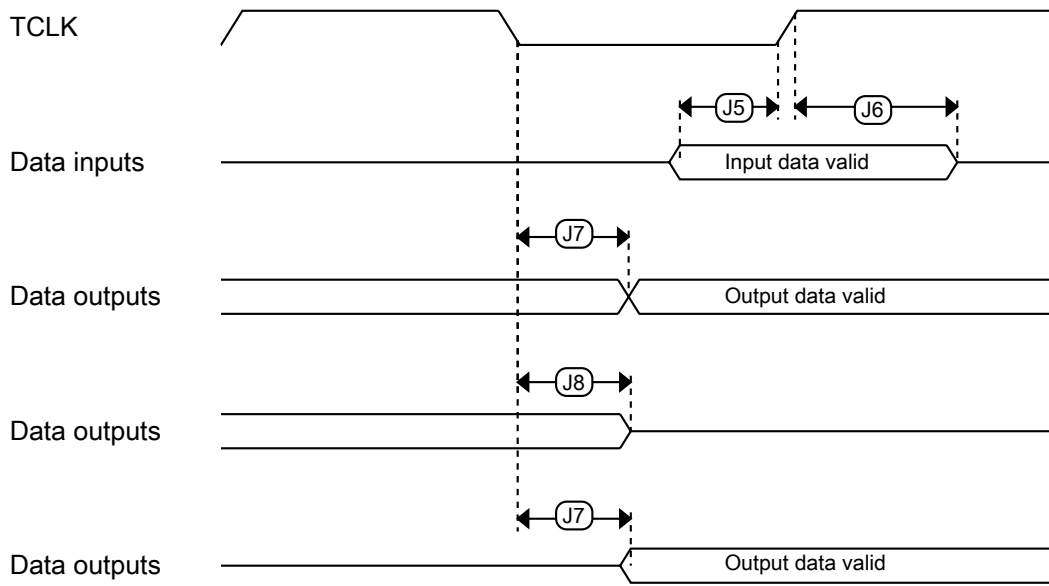 TCLK
J5
J6
Data inputs
Input data valid
J7
Data outputs
Output data valid
J8
Data outputs
J7
Data outputs
Output data valid